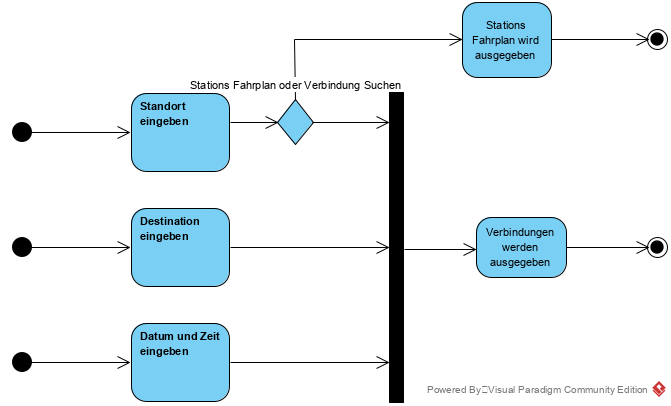 Stations
Fahrplan wird
ausgegeben
Stations Fahrplan oder Verbindung Suchen
Standort
eingeben
Destination
eingeben
Verbindungen
werden
ausgegeben
Datum und Zeit
eingeben
Powered By Visual Paradigm Community Edition